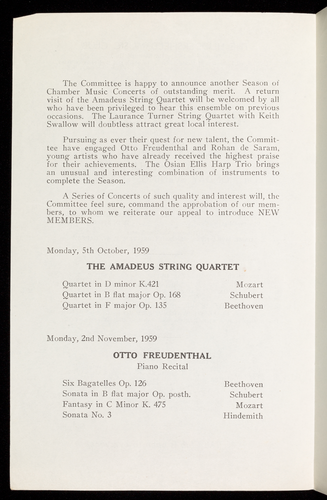 The Committee is happy to announce another Season of
Chamber Music Concerts of outstanding merit. A return
visit of the Amadeus String Quartet will be welcomed by all
who have been privileged to hear this ensemble on previous
occasions. The Laurance Turner String Quartet with Keith
Swallow will doubtless attract great local interest.
Pursuing as ever their quest for new talent, the Commit-
tee have engaged Otto Freudenthal and Rohan de Saram,
young artists who have already received the highest praise
for their achievements. The Osian Ellis Harp Trio brings
an unusual and interesting combination of instruments to
complete the Season.
A Series of Concerts of such quality and interest will, the
Committee feel sure, command the approbation of our mem-
bers, to whom we reiterate our appeal to introduce NEW
MEMBERS.
Monday, 5th October, 1959
THE AMADEUS STRING QUARTET
Quartet in D minor K.421 Mozart
Quartet in B flat major Op. 168 Schubert
Quartet in F major Op. 135 Beethoven
Monday, 2nd November, 1959
OTTO FREUDENTHAL
Piano Recital
Six Bagatelles Op. 126 Beethoven
Sonata in B flat major Op. posth. Schubert
Fantasy in C Minor K. 475 Mozart
Sonata No. 3 Hindemith